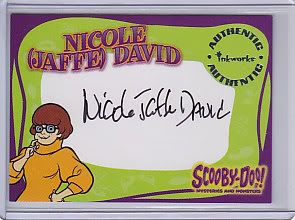 NICOLE
(JAFFE) DAVID
AUTHENTIC
inkworks
AUTHENTIC
Nicole Jaffe David
SCOOBY-DOO!
MYSTERIES AND MONSTERS